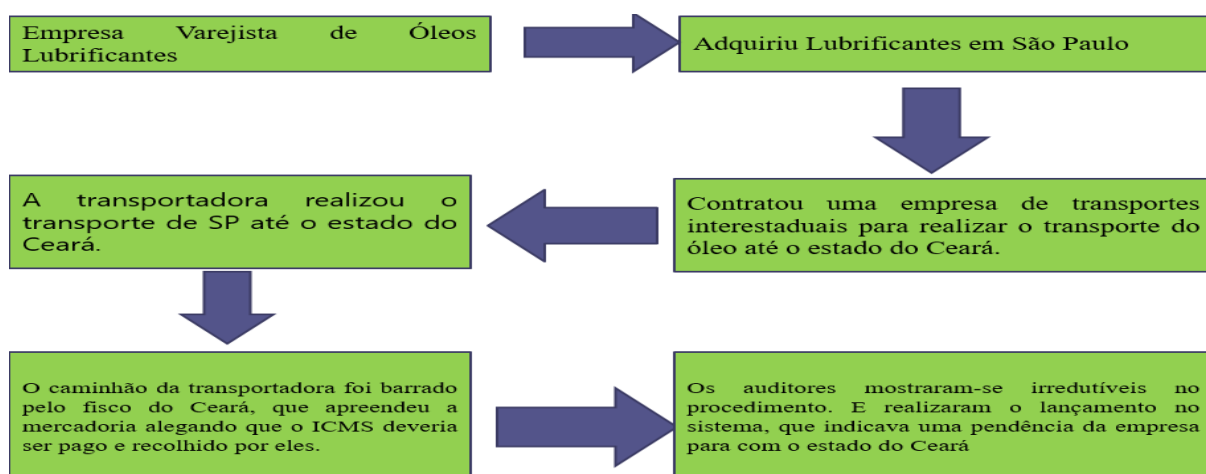 Empresa Varejista de Óleos
Lubrificantes
Adquiriu Lubrificantes em São Paulo
Contratou uma empresa de transportes
interestaduais para realizar o transporte do
óleo até o estado do Ceará.
A transportadora realizou o
transporte de SP até o estado do
Ceará.
O caminhão da transportadora foi barrado
pelo fisco do Ceará, que apreendeu a
mercadoria alegando que o ICMS deveria
ser pago e recolhido por eles.
Os auditores mostraram-se irredutíveis no
procedimento. E realizaram o lançamento no
sistema, que indicava uma pendência da empresa
para com o estado do Ceará